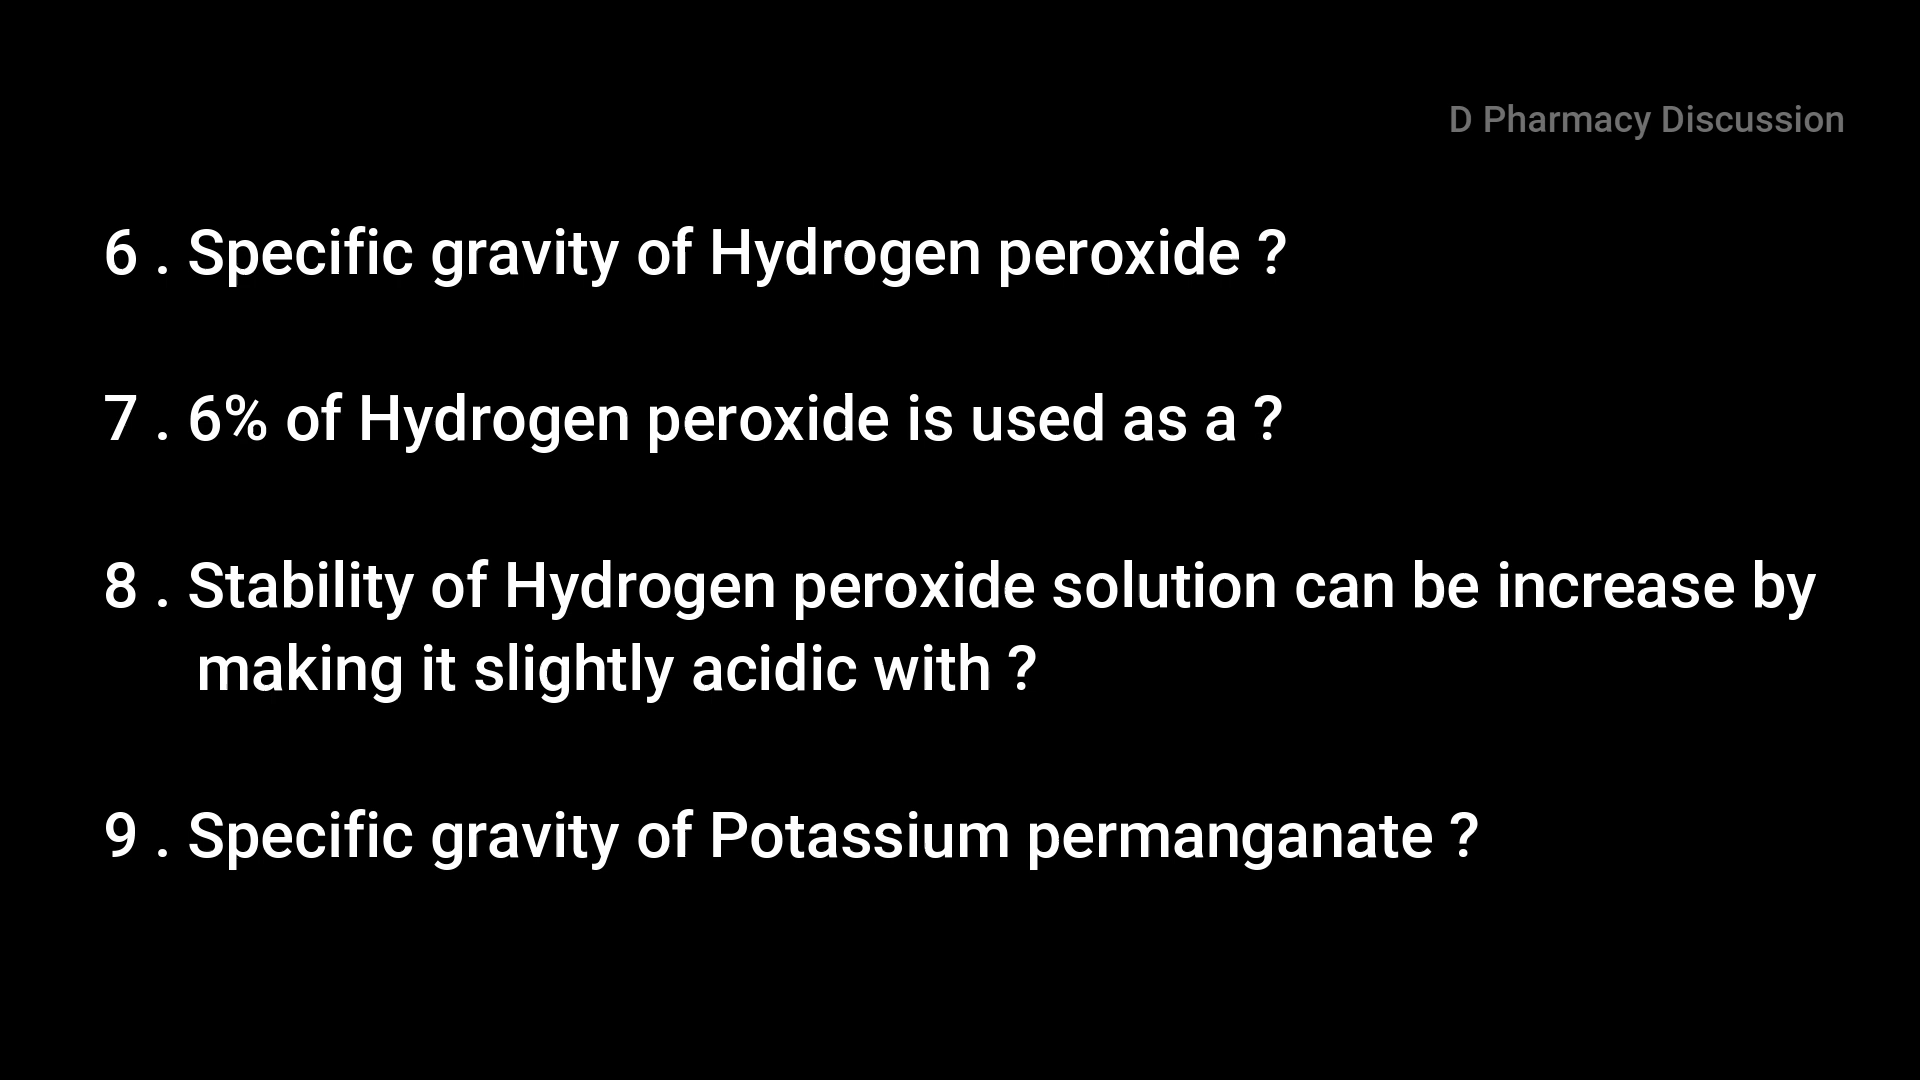 D Pharmacy Discussion
6 . Specific gravity of Hydrogen peroxide ?
7 . 6% of Hydrogen peroxide is used as a ?
8 . Stability of Hydrogen peroxide solution can be increase by
making it slightly acidic with ?
9 . Specific gravity of Potassium permanganate ?